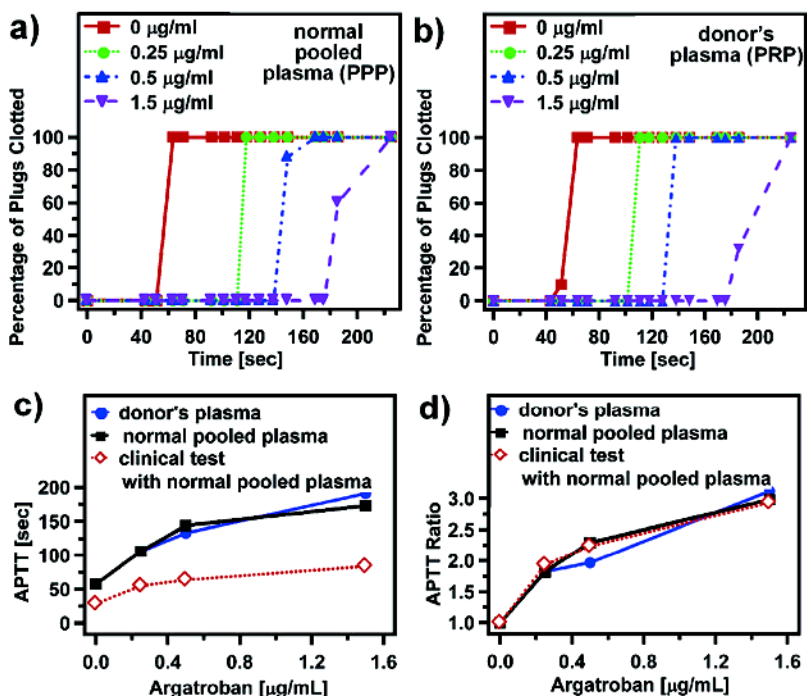 a)
0 µg/ml
0.25 µg/ml
0.5 µg/ml
1.5 µg/ml
normal
pooled
plasma (PPP)
Percentage of Plugs Clotted
100
80
60
40
20
0
0 40 80 120 160 200
Time [sec]
b)
0 µg/ml
0.25 µg/ml
0.5 µg/ml
1.5 µg/ml
donor's
plasma (PRP)
Percentage of Plugs Clotted
100
80
60
40
20
0
0 40 80 120 160 200
Time [sec]
c)
donor's plasma
normal pooled plasma
clinical test
with normal pooled plasma
APTT [sec]
200
150
100
50
0
0.0 0.4 0.8 1.2 1.6
Argatroban [µg/mL]
d)
donor's plasma
normal pooled plasma
clinical test
with normal pooled plasma
APTT Ratio
3.0
2.5
2.0
1.5
1.0
0.0 0.4 0.8 1.2 1.6
Argatroban [µg/mL]